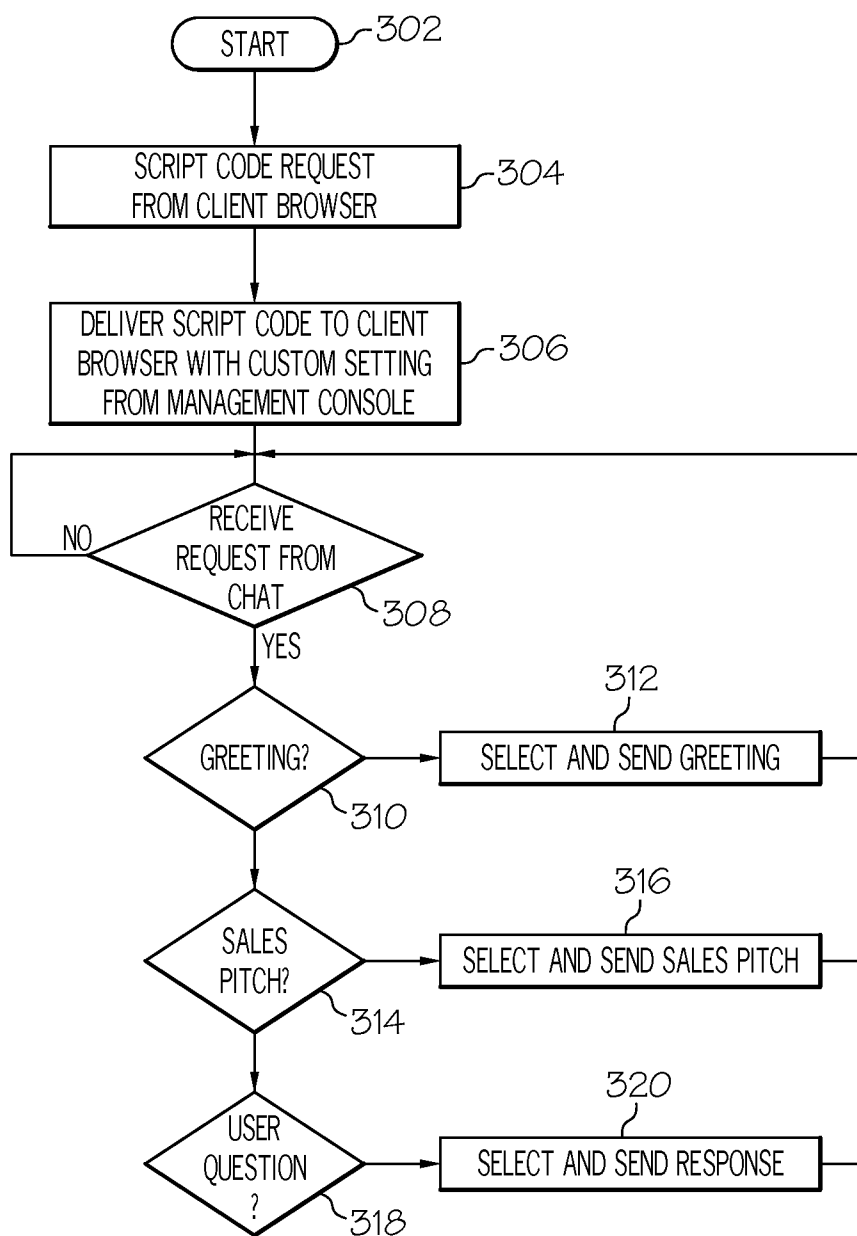 START
302
SCRIPT CODE REQUEST
FROM CLIENT BROWSER
304
DELIVER SCRIPT CODE TO CLIENT
BROWSER WITH CUSTOM SETTING
FROM MANAGEMENT CONSOLE
306
RECEIVE
REQUEST FROM
CHAT
NO
308
YES
GREETING?
310
312
SELECT AND SEND GREETING
SALES
PITCH?
314
316
SELECT AND SEND SALES PITCH
USER
QUESTION
?
318
320
SELECT AND SEND RESPONSE